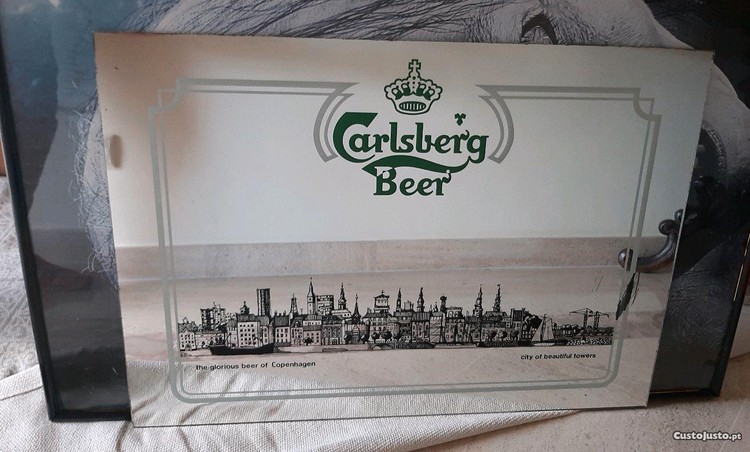 Carlsberg
Beer
the glorious beer of Copenhagen
city of beautiful towers
CustoJusto.pt